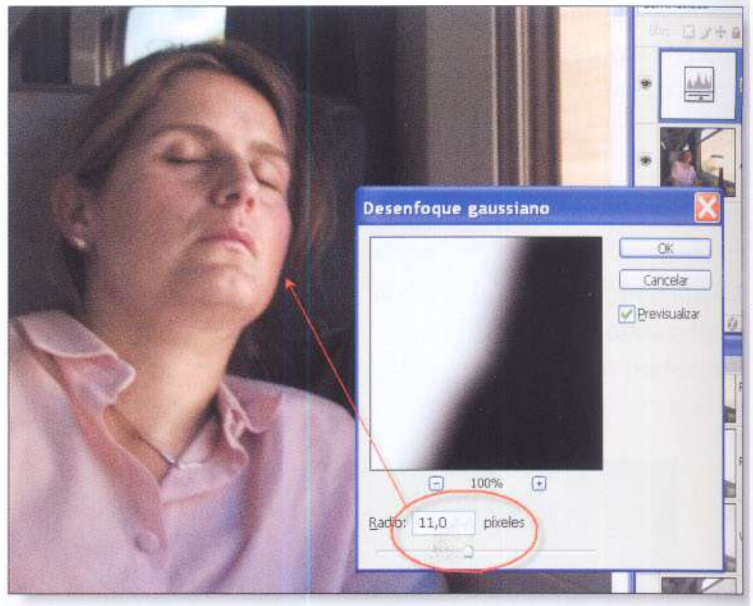 Desenfoque gaussiano
OK
Cancelar
Previsualizar
100%
Radio: 11,0 píxeles